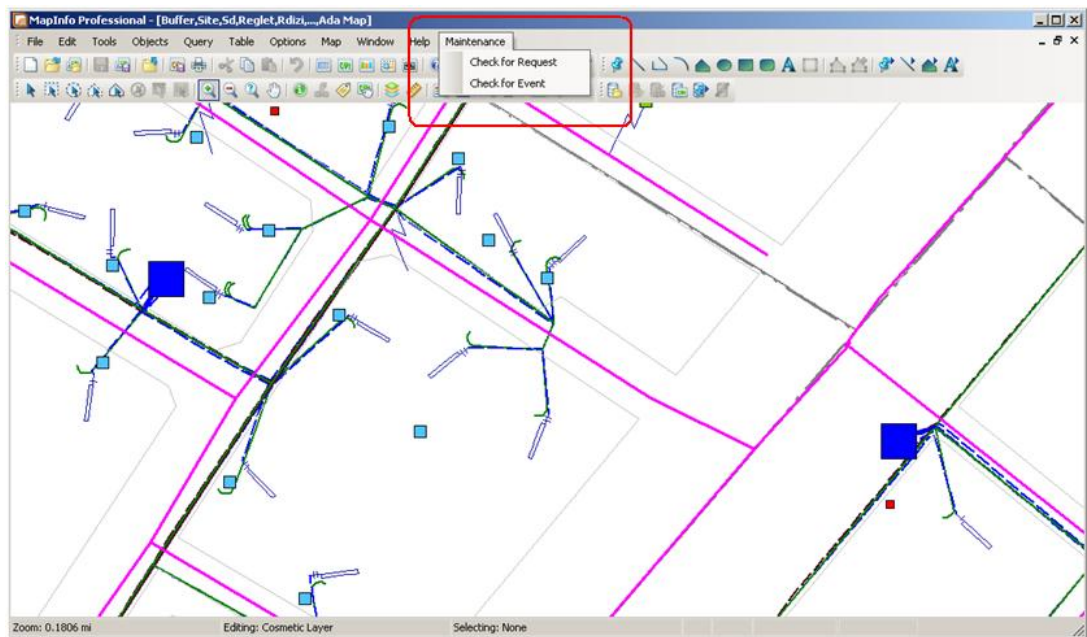 MapInfo Professional - [Buffer,Site,Sd,Reglet,Rdizi,...,Ada Map]
File Edit Tools Objects Query Table Options Map Window Help Maintenance
Check for Request
Check for Event
Zoom: 0.1806 mi Editing: Cosmetic Layer Selecting: None